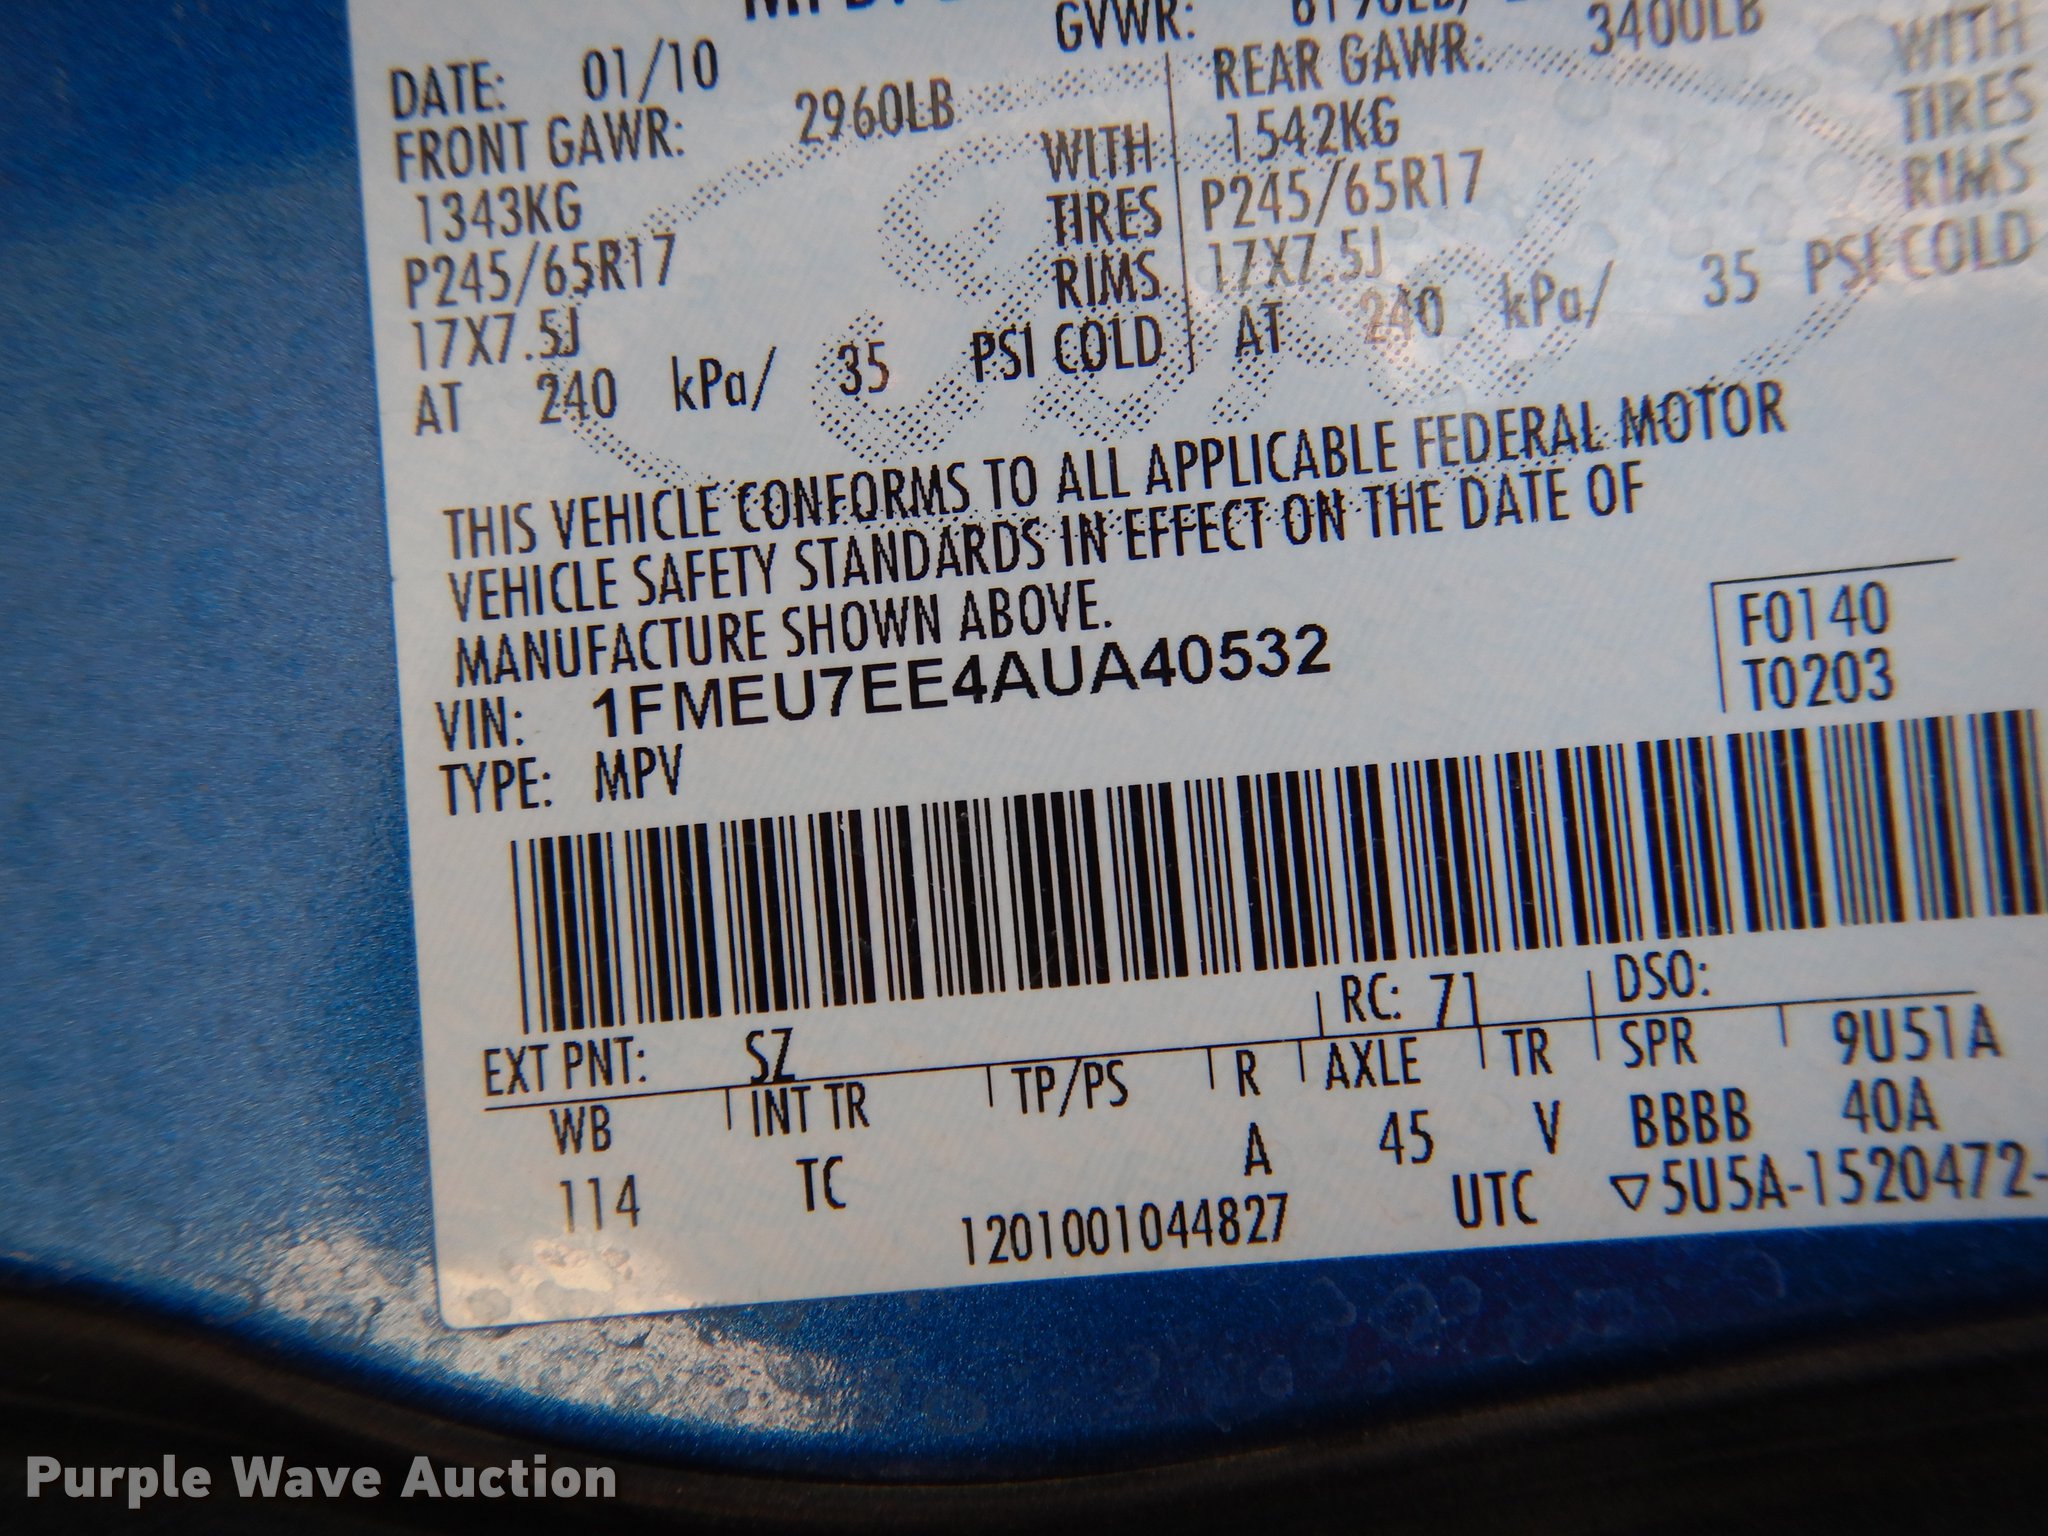 GVWR:
DATE: 01/10
FRONT GAWR: 2960LB
1343KG WITH
P245/65R17 TIRES
17X7.5J RIMS
AT 240 kPa/ 35 PSI COLD
REAR GAWR: 3400LB
1542KG WITH
P245/65R17 TIRES
17X7.5J RIMS
AT 240 kPa/ 35 PSI COLD
THIS VEHICLE CONFORMS TO ALL APPLICABLE FEDERAL MOTOR
VEHICLE SAFETY STANDARDS IN EFFECT ON THE DATE OF
MANUFACTURE SHOWN ABOVE.
VIN: 1FMEU7EE4AUA40532
TYPE: MPV
F0140
T0203
EXT PNT: SZ RC: 71 DSO:
WB INT TR TP/PS R AXLE TR SPR 9U51A
114 TC A 45 V BBBB 40A
1201001044827 UTC ▽5U5A-1520472-
Purple Wave Auction